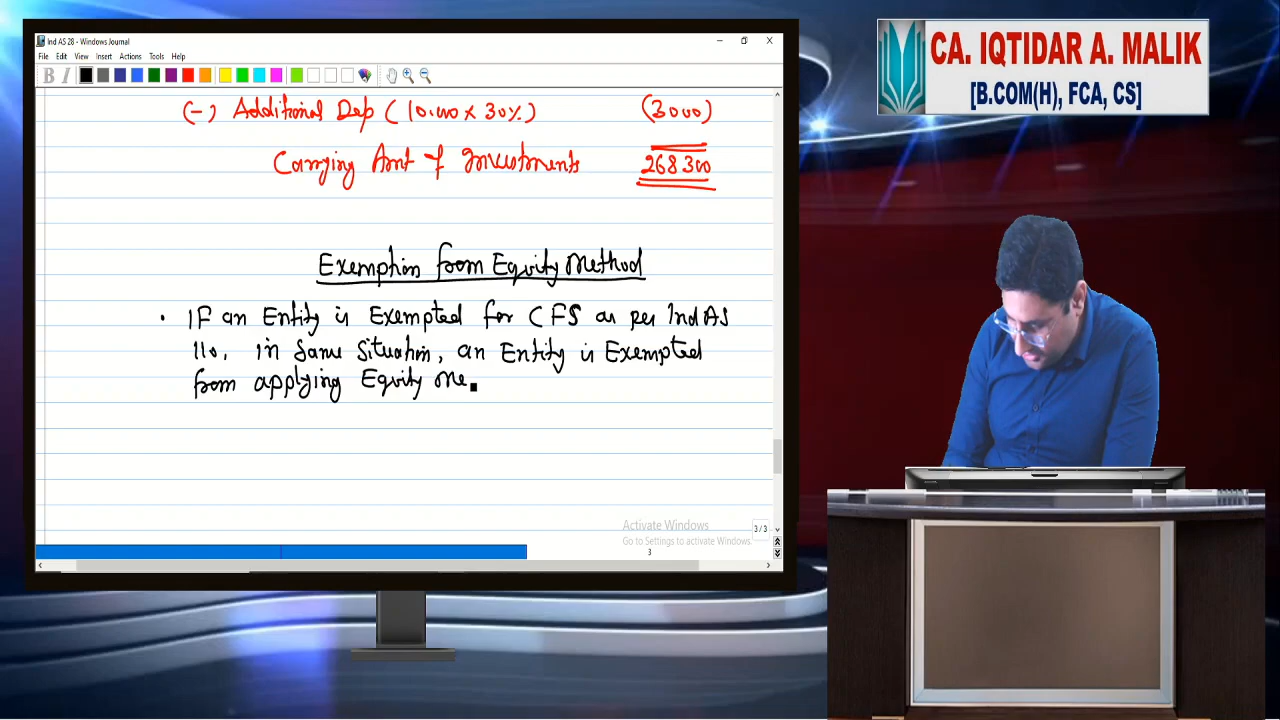 Ind AS 28 - Windows Journal
File Edit View Insert Actions Tools Help
B I
(-) Additional Dep (10,000 x 30%) (3000)
Carrying Amt of Investments 268300
Exemption from Equity Method
• IF an Entity is Exempted for CFS as per Ind AS
110, in Same Situation, an Entity is Exempted
from applying Equity Me
Activate Windows
Go to Settings to activate Windows.
3 / 3
3
CA. IQTIDAR A. MALIK
[B.COM(H), FCA, CS]